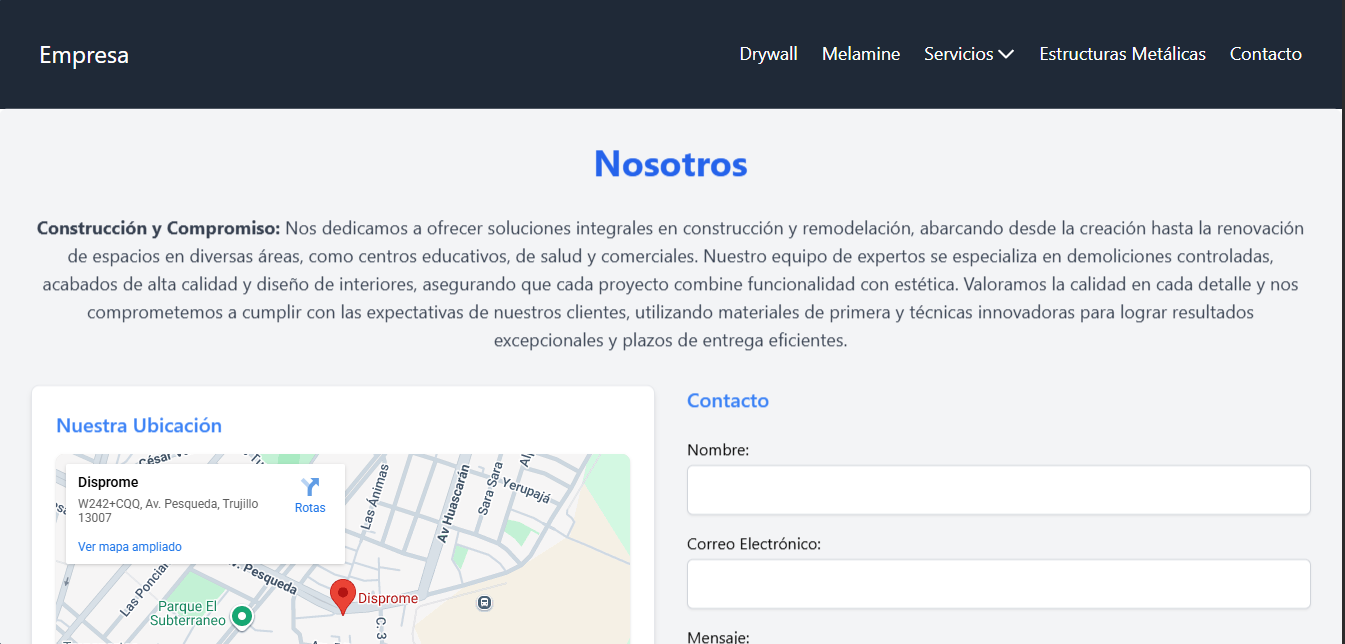 Empresa
Drywall Melamine Servicios Estructuras Metálicas Contacto
Nosotros
Construcción y Compromiso: Nos dedicamos a ofrecer soluciones integrales en construcción y remodelación, abarcando desde la creación hasta la renovación
de espacios en diversas áreas, como centros educativos, de salud y comerciales. Nuestro equipo de expertos se especializa en demoliciones controladas,
acabados de alta calidad y diseño de interiores, asegurando que cada proyecto combine funcionalidad con estética. Valoramos la calidad en cada detalle y nos
comprometemos a cumplir con las expectativas de nuestros clientes, utilizando materiales de primera y técnicas innovadoras para lograr resultados
excepcionales y plazos de entrega eficientes.
Nuestra Ubicación
Disprome
W242+CQQ, Av. Pesqueda, Trujillo
13007
Rotas
Ver mapa ampliado
César
Las Ánimas
Av Huascarán
Sara Sara
Yerupajá
Las Poncian
Pesqueda
Parque El
Subterraneo
Disprome
C. 3
Contacto
Nombre:
Correo Electrónico:
Mensaje: